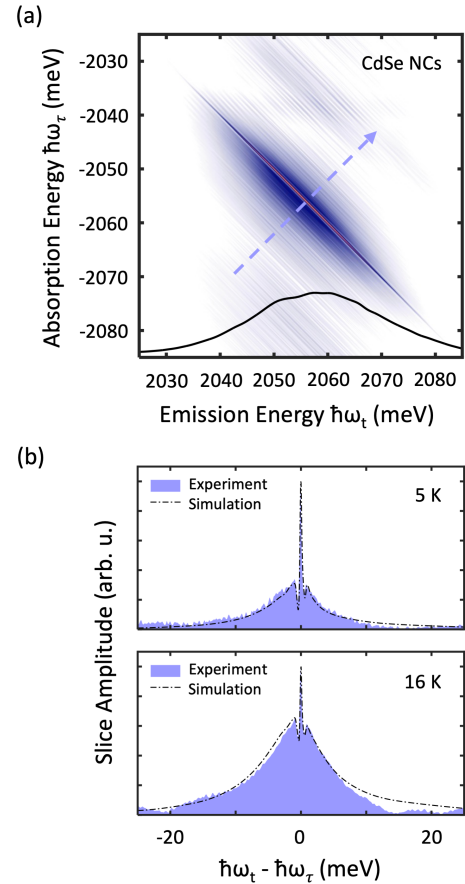 (a)
CdSe NCs
Absorption Energy ℏω_τ (meV)
-2030
-2040
-2050
-2060
-2070
-2080
2030 2040 2050 2060 2070 2080
Emission Energy ℏω_t (meV)
(b)
Slice Amplitude (arb. u.)
Experiment
Simulation
5 K
Experiment
Simulation
16 K
-20 0 20
ℏω_t - ℏω_τ (meV)